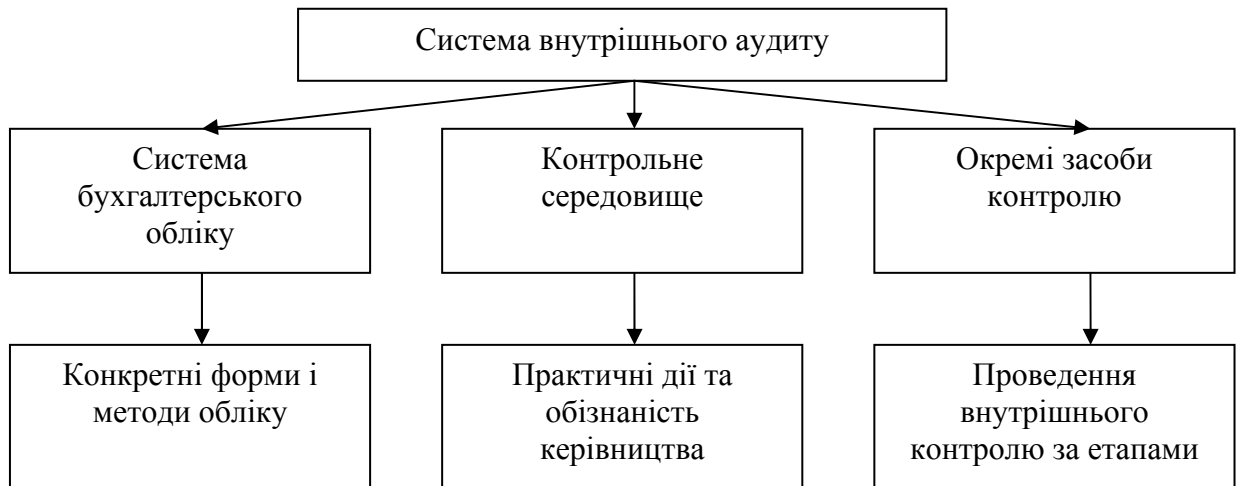 Система внутрішнього аудиту
Система
бухгалтерського
обліку
Контрольне
середовище
Окремі засоби
контролю
Конкретні форми і
методи обліку
Практичні дії та
обізнаність
керівництва
Проведення
внутрішнього
контролю за етапами